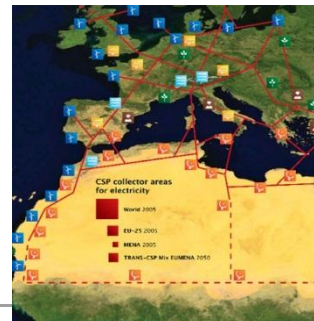 CSP collector areas
for electricity
World 2005
EU-25 2005
MENA 2005
TRANS-CSP Mix EUMENA 2050